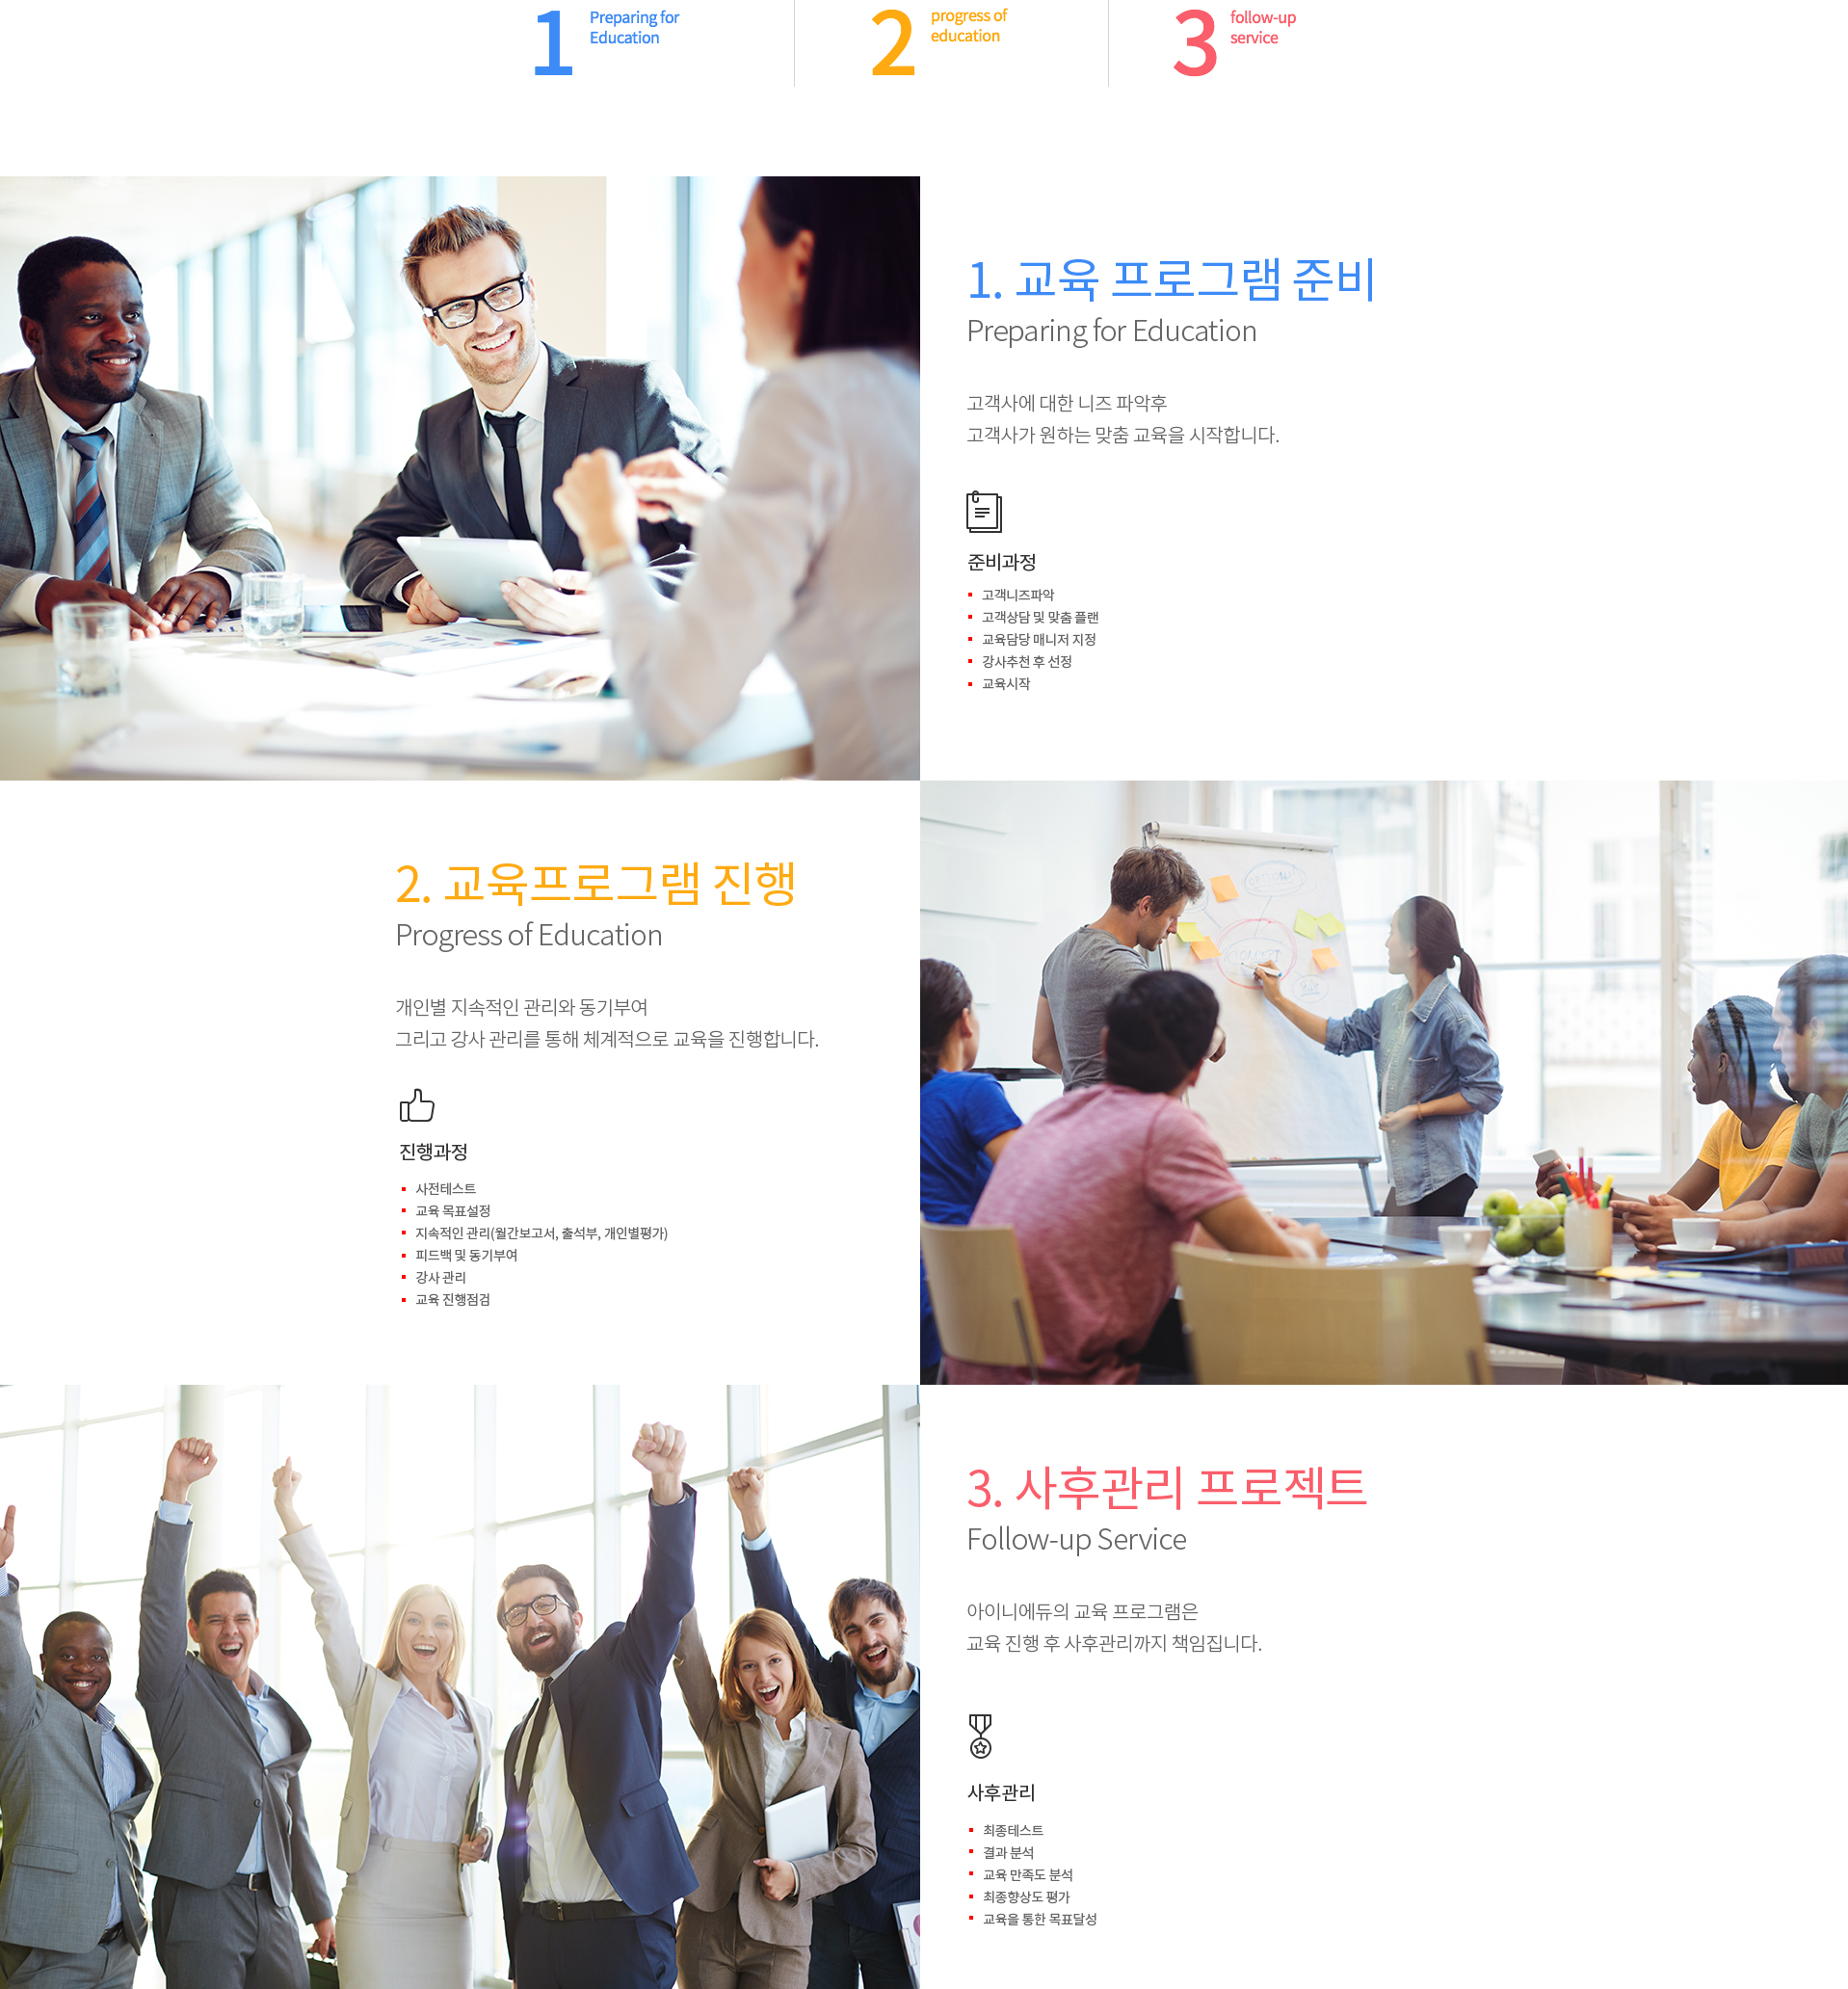 1
Preparing for
Education
2
progress of
education
3
follow-up
service
1. 교육 프로그램 준비
Preparing for Education
고객사에 대한 니즈 파악후
고객사가 원하는 맞춤 교육을 시작합니다.
준비과정
고객니즈파악
고객상담 및 맞춤 플랜
교육담당 매니저 지정
강사추천 후 선정
교육시작
2. 교육프로그램 진행
Progress of Education
개인별 지속적인 관리와 동기부여
그리고 강사 관리를 통해 체계적으로 교육을 진행합니다.
진행과정
사전테스트
교육 목표설정
지속적인 관리(월간보고서, 출석부, 개인별평가)
피드백 및 동기부여
강사 관리
교육 진행점검
OPTION
CONCEPT
3. 사후관리 프로젝트
Follow-up Service
아이니에듀의 교육 프로그램은
교육 진행 후 사후관리까지 책임집니다.
사후관리
최종테스트
결과 분석
교육 만족도 분석
최종향상도 평가
교육을 통한 목표달성